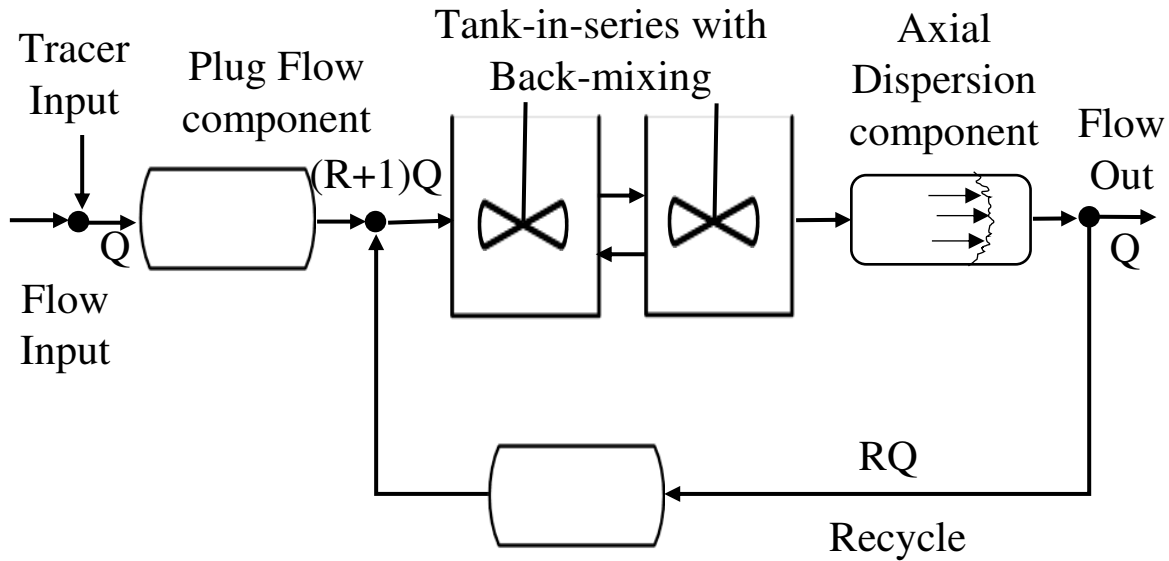 Tracer
Input
Plug Flow
component
Tank-in-series with
Back-mixing
Axial
Dispersion
component
Flow
Out
(R+1)Q
Q
Q
Flow
Input
RQ
Recycle